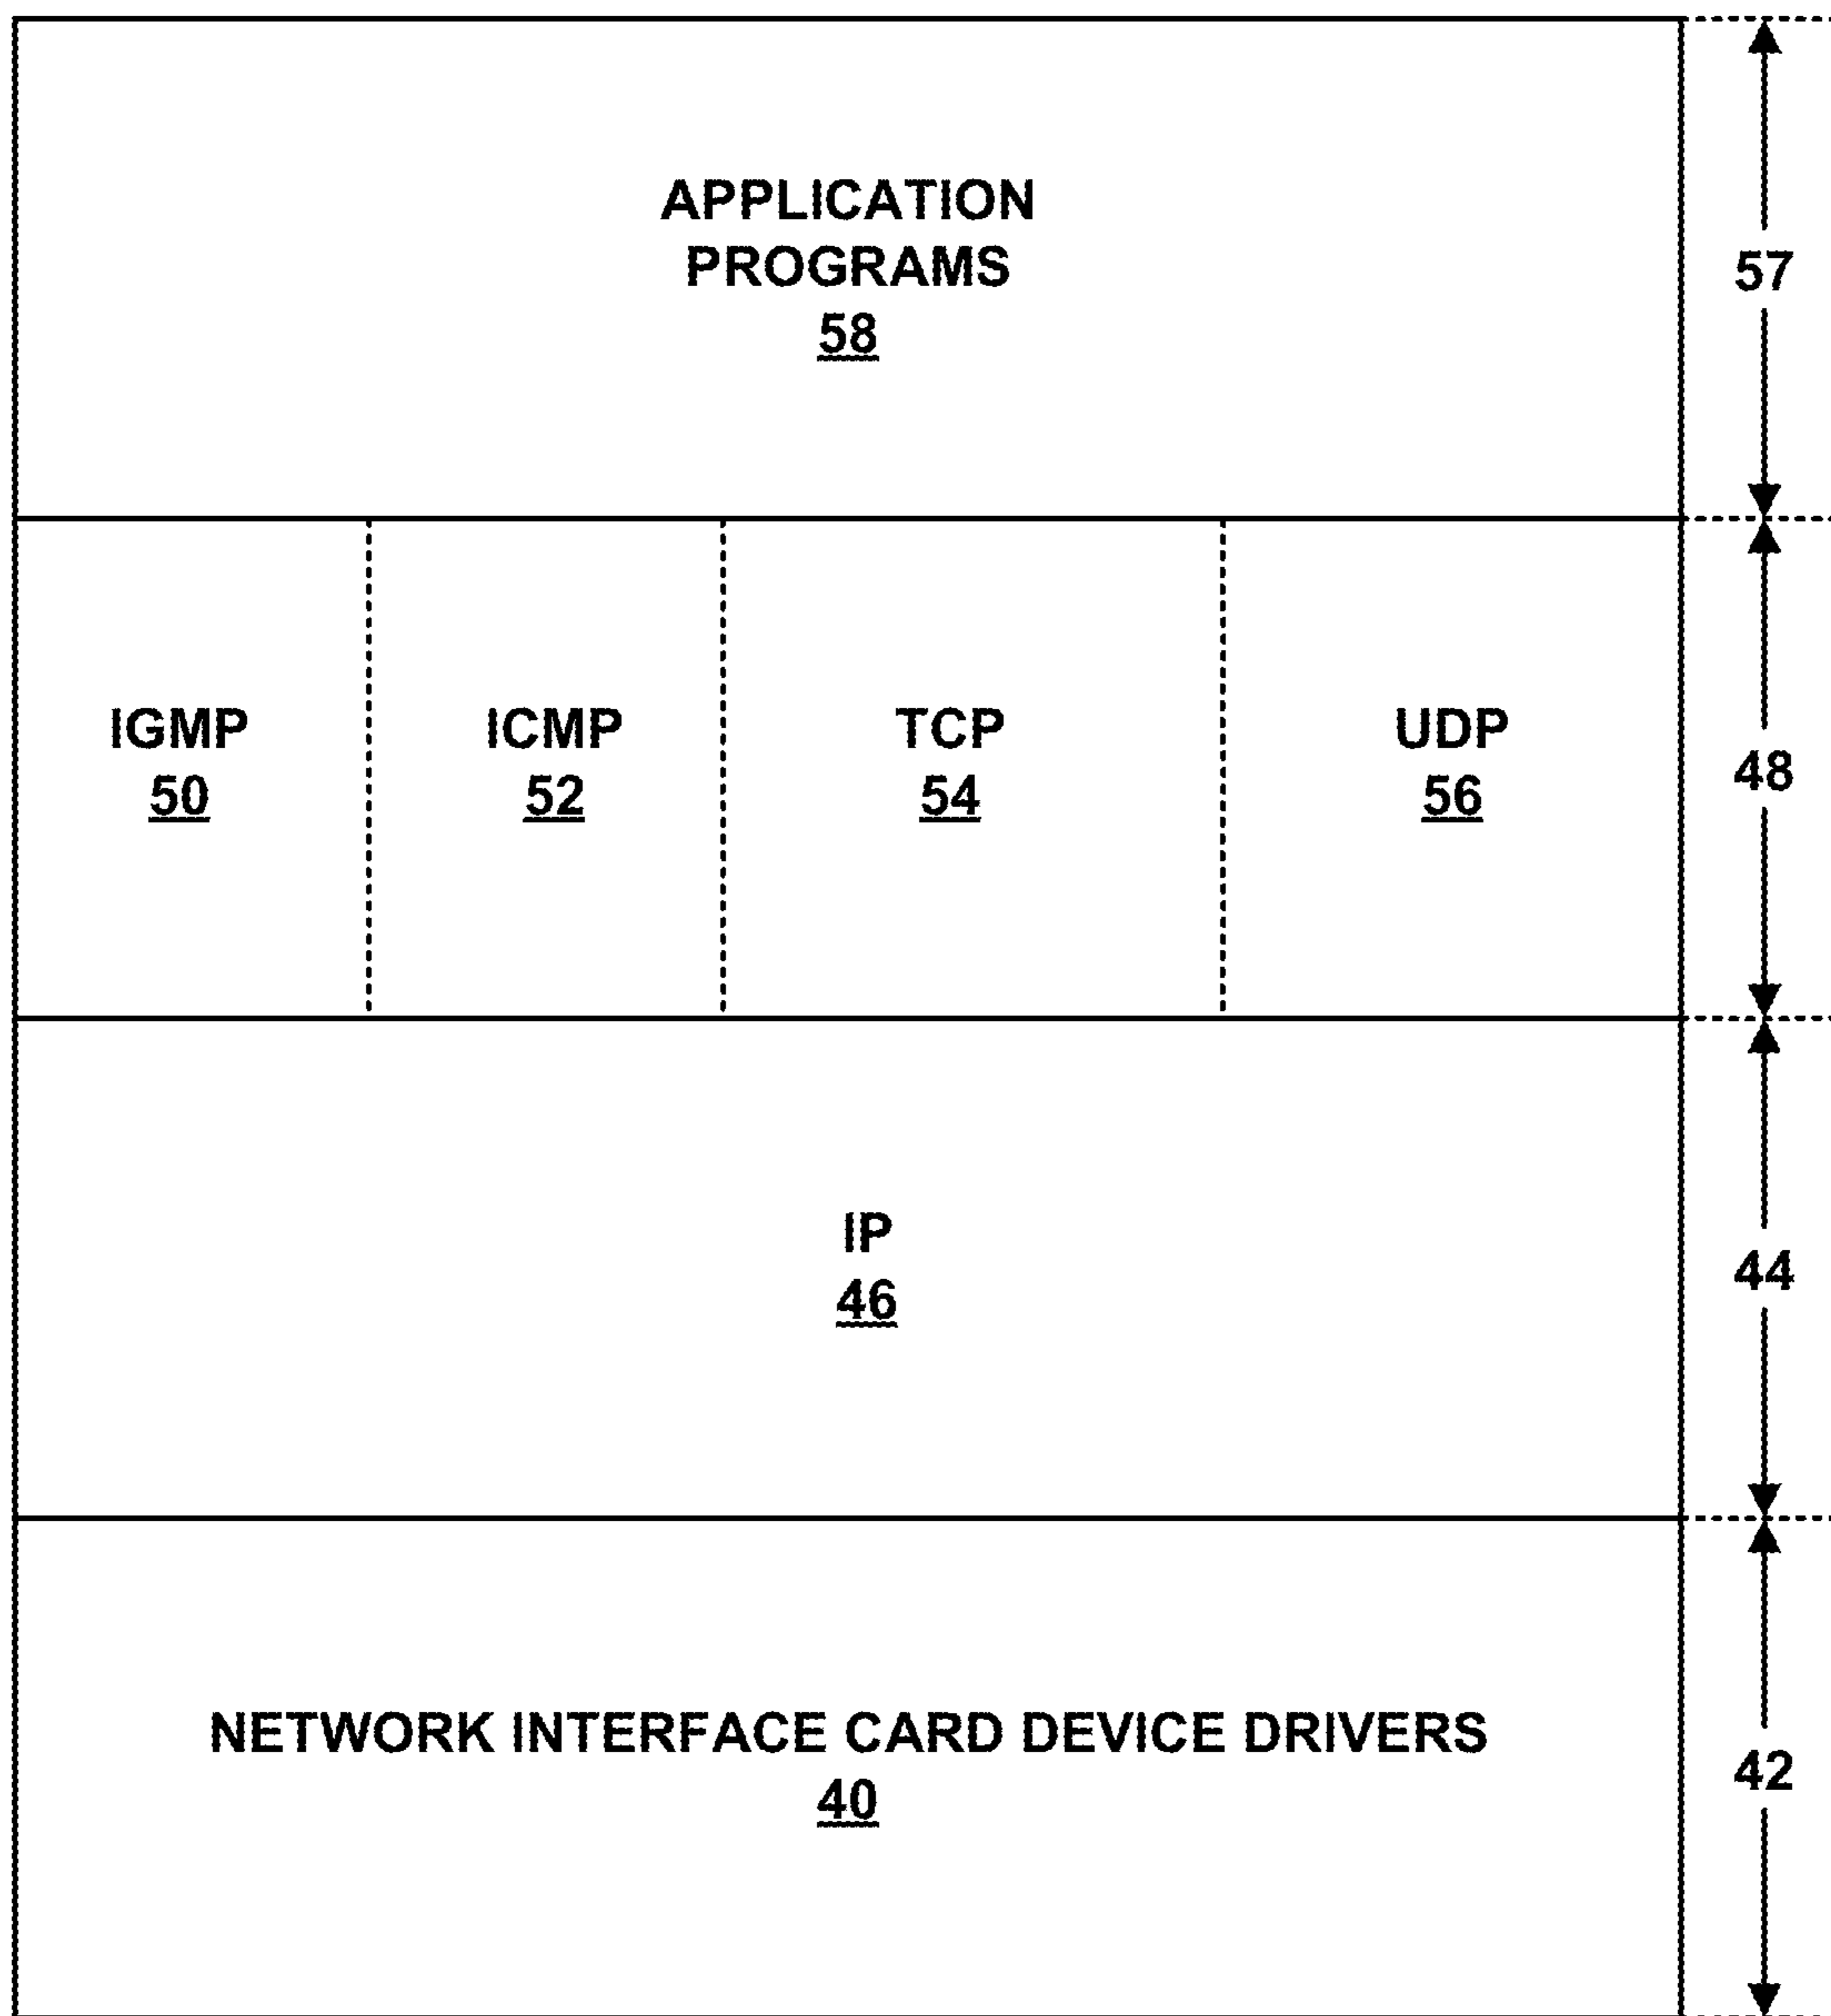 APPLICATION
PROGRAMS
58
57
IGMP
50
ICMP
52
TCP
54
UDP
56
48
IP
46
44
NETWORK INTERFACE CARD DEVICE DRIVERS
40
42